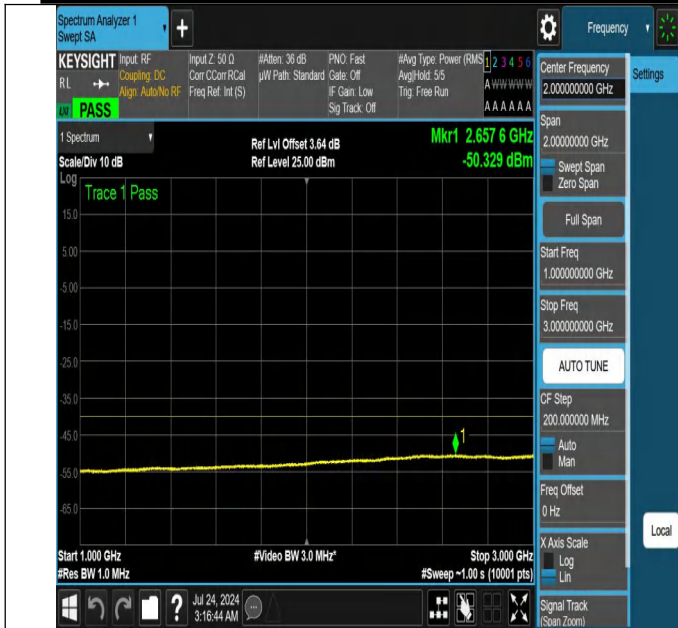 Spectrum Analyzer 1
Swept SA
+
Frequency
KEYSIGHT
RL
LXI
PASS
Input: RF
Coupling: DC
Align: Auto/No RF
Input Z: 50 Ω
Corr CCorr RCal
Freq Ref: Int (S)
#Atten: 36 dB
µW Path: Standard
PNO: Fast
Gate: Off
IF Gain: Low
Sig Track: Off
#Avg Type: Power (RMS
Avg|Hold: 5/5
Trig: Free Run
1 2 3 4 5 6
A W W W W W
A A A A A A
1 Spectrum
Scale/Div 10 dB
Ref Lvl Offset 3.64 dB
Ref Level 25.00 dBm
Mkr1 2.657 6 GHz
-50.329 dBm
Log
Trace 1 Pass
15.0
5.00
-5.00
-15.0
-25.0
-35.0
-45.0
-55.0
-65.0
1
Start 1.000 GHz
#Res BW 1.0 MHz
#Video BW 3.0 MHz*
Stop 3.000 GHz
#Sweep ~1.00 s (10001 pts)
Center Frequency
2.00000000 GHz
Settings
Span
2.00000000 GHz
Swept Span
Zero Span
Full Span
Start Freq
1.000000000 GHz
Stop Freq
3.000000000 GHz
AUTO TUNE
CF Step
200.000000 MHz
Auto
Man
Freq Offset
0 Hz
X Axis Scale
Log
Lin
Local
Signal Track
(Span Zoom)
?
Jul 24, 2024
3:16:44 AM